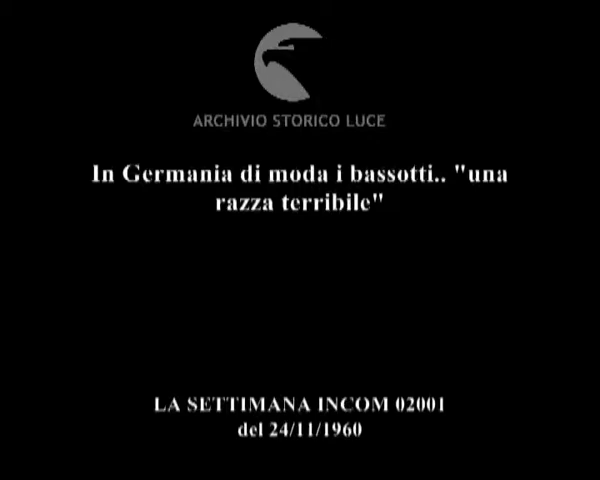 ARCHIVIO STORICO LUCE
In Germania di moda i bassotti.. "una
razza terribile"
LA SETTIMANA INCOM 02001
del 24/11/1960